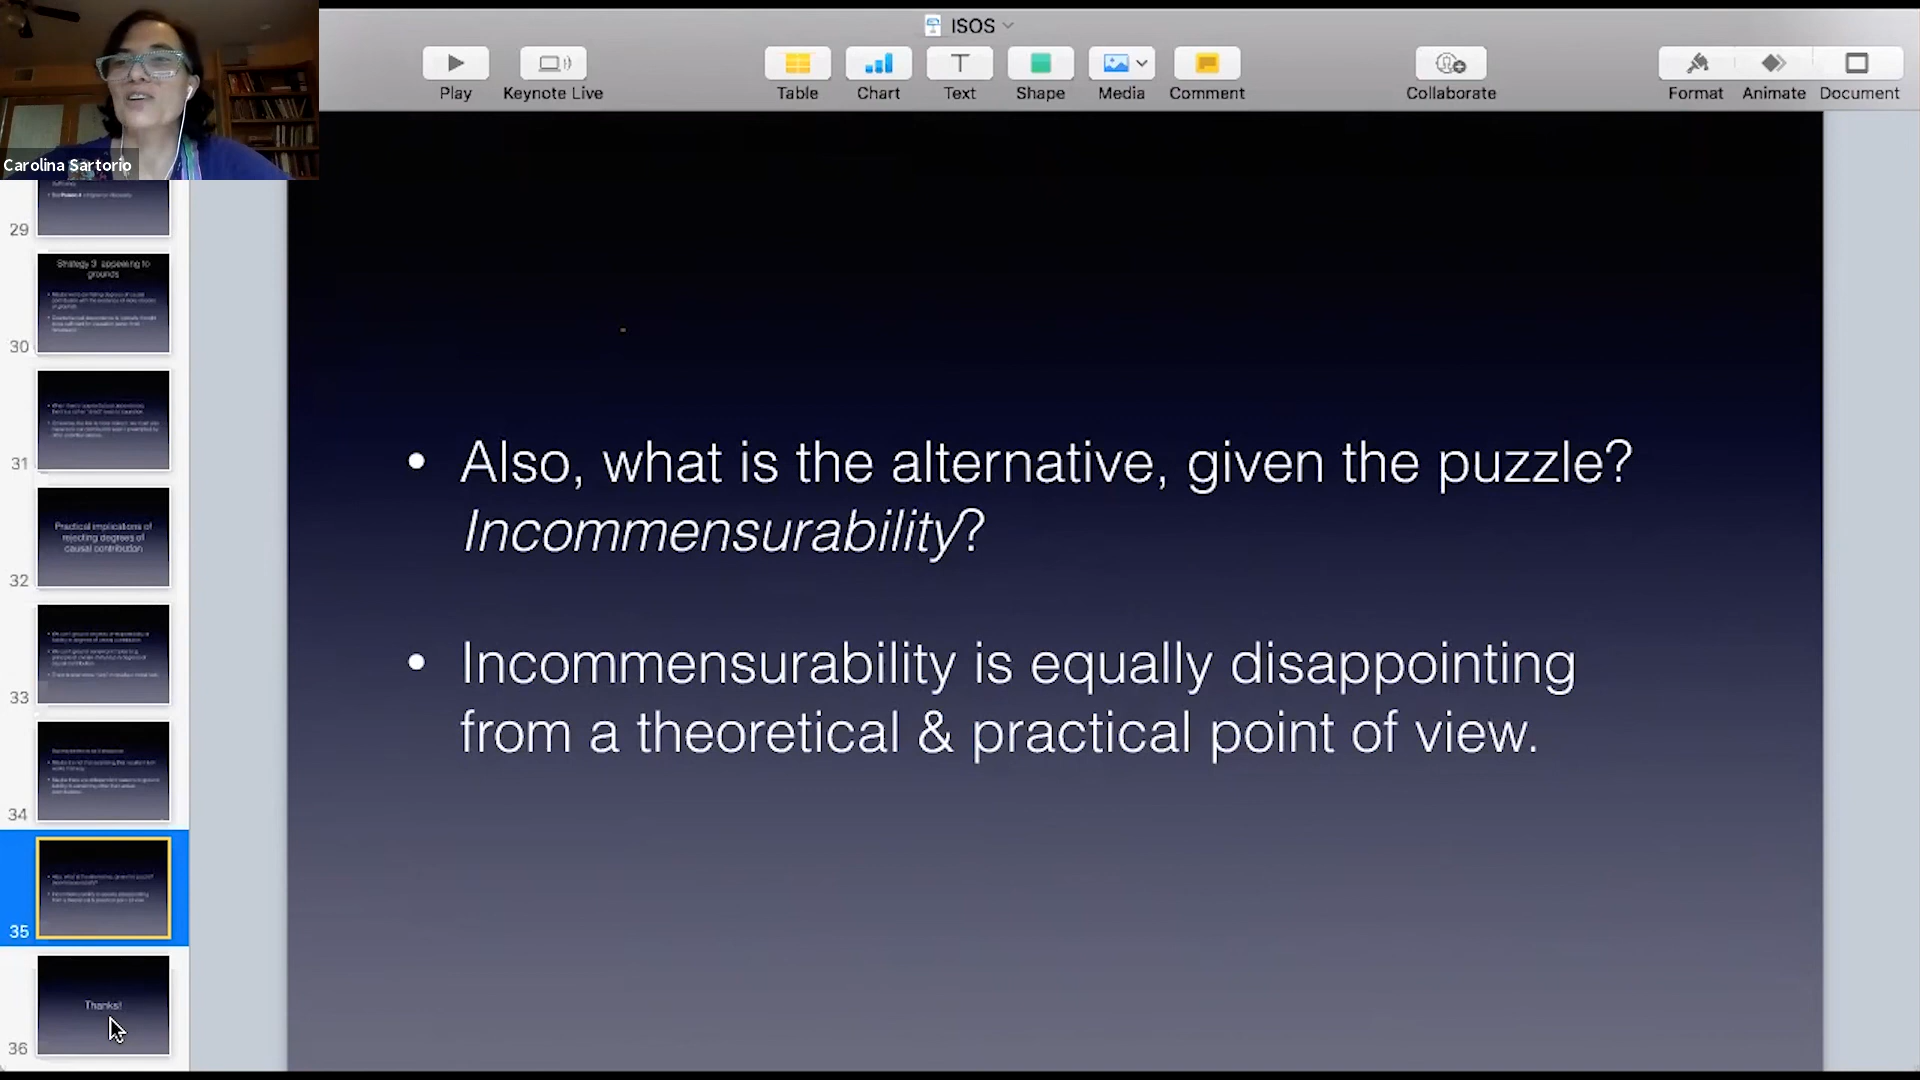 ISOS
Play
Keynote Live
Table
Chart
Text
Shape
Media
Comment
Collaborate
Format
Animate
Document
Carolina Sartorio
29
Strategy 3: appealing to
grounds
30
31
Practical implications of
rejecting degrees of
causal contribution
32
33
34
35
Thanks!
36
• Also, what is the alternative, given the puzzle?
Incommensurability?
• Incommensurability is equally disappointing
from a theoretical & practical point of view.